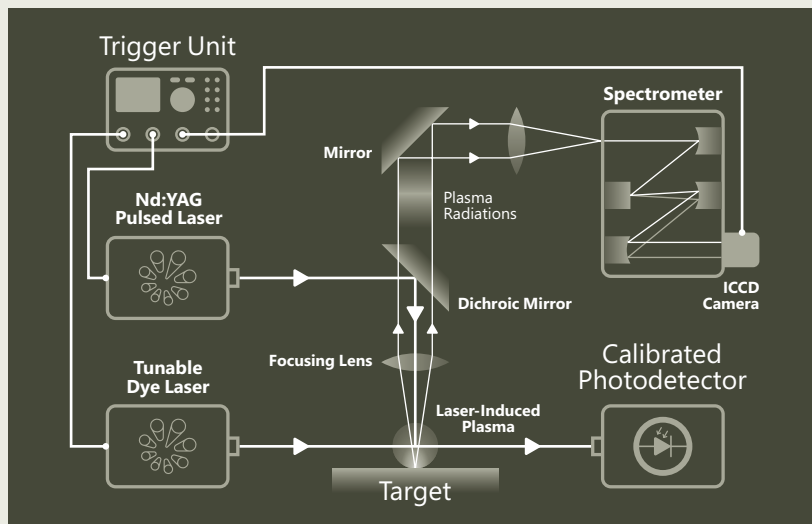 Trigger Unit
Spectrometer
Mirror
Plasma
Radiations
Nd:YAG
Pulsed Laser
ICCD
Camera
Dichroic Mirror
Focusing Lens
Tunable
Dye Laser
Calibrated
Photodetector
Laser-Induced
Plasma
Target